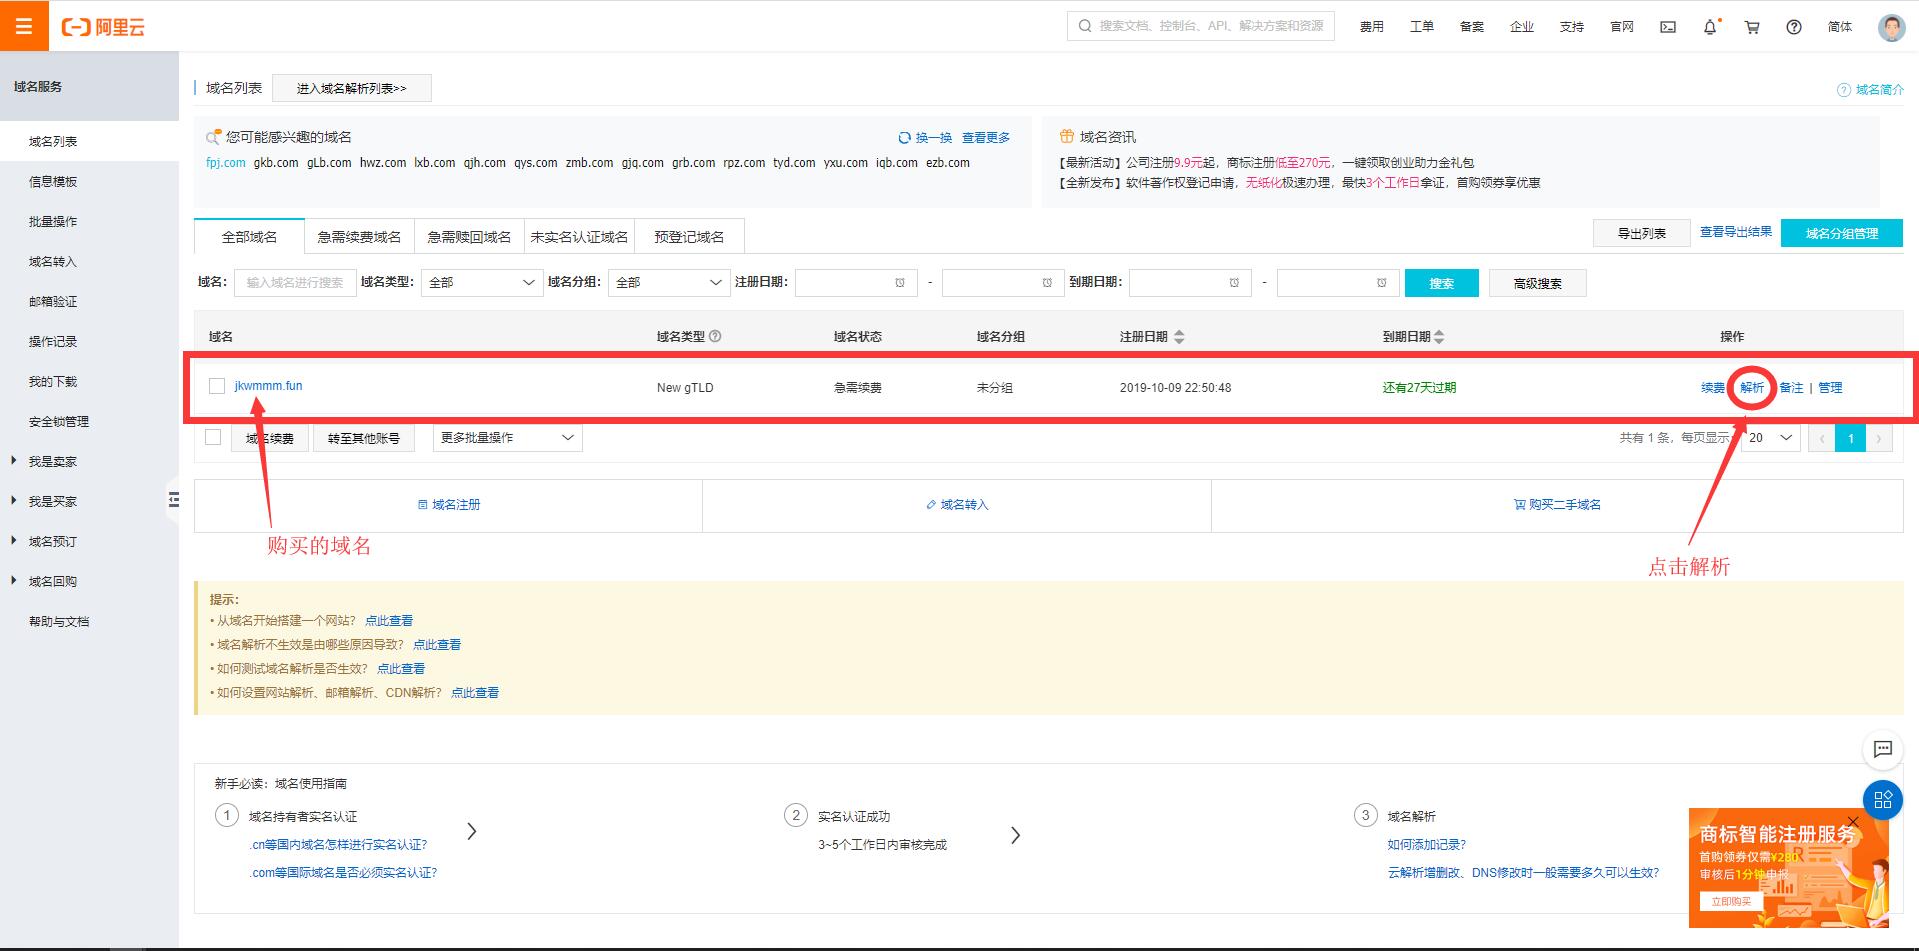 阿里云
搜索文档、控制台、API、解决方案和资源
费用 工单 备案 企业 支持 官网 简体
域名服务
域名列表
信息模板
批量操作
域名转入
邮箱验证
操作记录
我的下载
安全锁管理
我是卖家
我是买家
域名预订
域名回购
帮助与文档
域名列表 进入域名解析列表>> 域名简介
您可能感兴趣的域名 换一换 查看更多
fpj.com gkb.com gLb.com hwz.com lxb.com qjh.com qys.com zmb.com gjq.com grb.com rpz.com tyd.com yxu.com iqb.com ezb.com
域名资讯
【最新活动】公司注册9.9元起，商标注册低至270元，一键领取创业助力金礼包
【全新发布】软件著作权登记申请，无纸化极速办理，最快3个工作日拿证，首购领券享优惠
全部域名 急需续费域名 急需赎回域名 未实名认证域名 预登记域名 导出列表 查看导出结果 域名分组管理
域名: 输入域名进行搜索 域名类型: 全部 域名分组: 全部 注册日期: - 到期日期: - 搜索 高级搜索
域名 域名类型 域名状态 域名分组 注册日期 到期日期 操作
jkwmmm.fun New gTLD 急需续费 未分组 2019-10-09 22:50:48 还有27天过期 续费 解析 备注 | 管理
域名续费 转至其他账号 更多批量操作 共有 1 条，每页显示: 20 1
域名注册 域名转入 购买二手域名
购买的域名
点击解析
提示:
• 从域名开始搭建一个网站? 点此查看
• 域名解析不生效是由哪些原因导致? 点此查看
• 如何测试域名解析是否生效? 点此查看
• 如何设置网站解析、邮箱解析、CDN解析? 点此查看
新手必读: 域名使用指南
1 域名持有者实名认证
.cn等国内域名怎样进行实名认证?
.com等国际域名是否必须实名认证?
2 实名认证成功
3~5个工作日内审核完成
3 域名解析
如何添加记录?
云解析增删改、DNS修改时一般需要多久可以生效?
商标智能注册服务
首购领券仅需¥280
审核后1分钟申报
立即购买